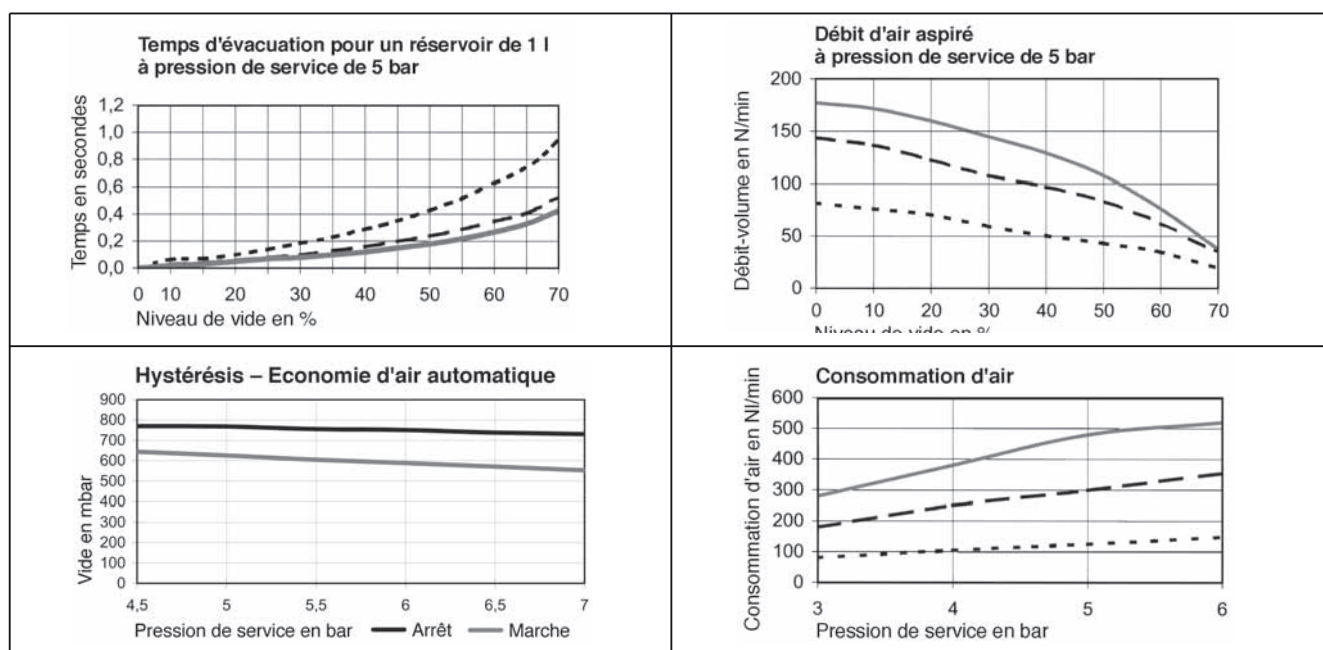 Temps d'évacuation pour un réservoir de 1 l
à pression de service de 5 bar
Temps en secondes
1,2
1,0
0,8
0,6
0,4
0,2
0,0
0 10 20 30 40 50 60 70
Niveau de vide en %
Débit d'air aspiré
à pression de service de 5 bar
Débit-volume en N/min
200
150
100
50
0
0 10 20 30 40 50 60 70
Niveau de vide en %
Hystérésis – Economie d'air automatique
Vide en mbar
900
800
700
600
500
400
300
200
100
0
4,5 5 5,5 6 6,5 7
Pression de service en bar Arrêt Marche
Consommation d'air
Consommation d'air en Nl/min
600
500
400
300
200
100
0
3 4 5 6
Pression de service en bar